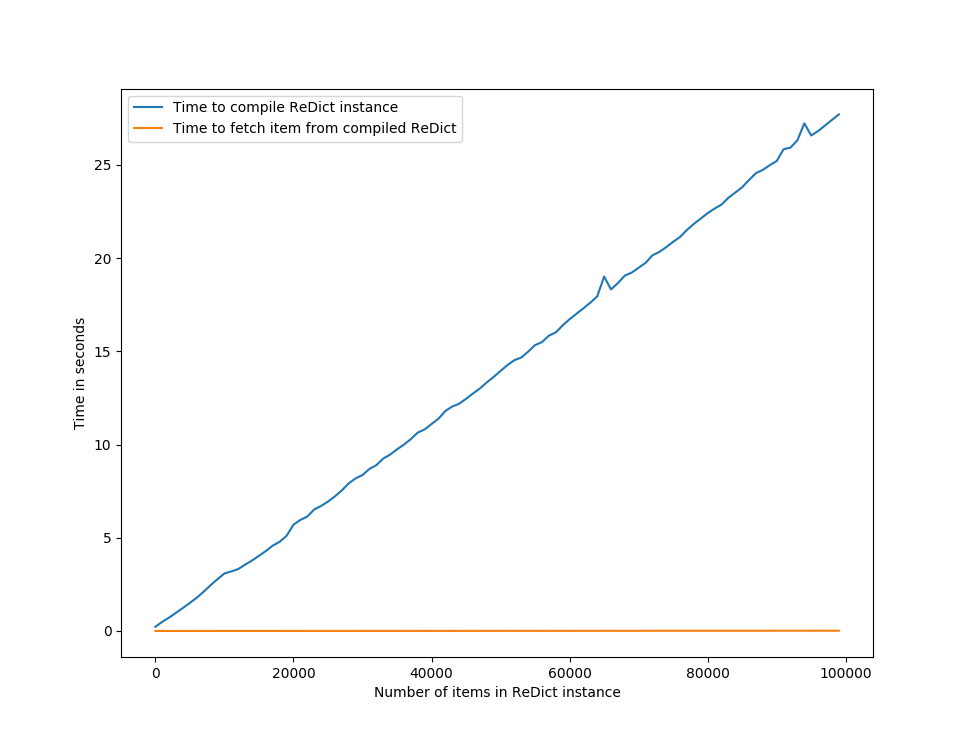 Time to compile ReDict instance
Time to fetch item from compiled ReDict
25
20
15
10
5
0
Time in seconds
0 20000 40000 60000 80000 100000
Number of items in ReDict instance